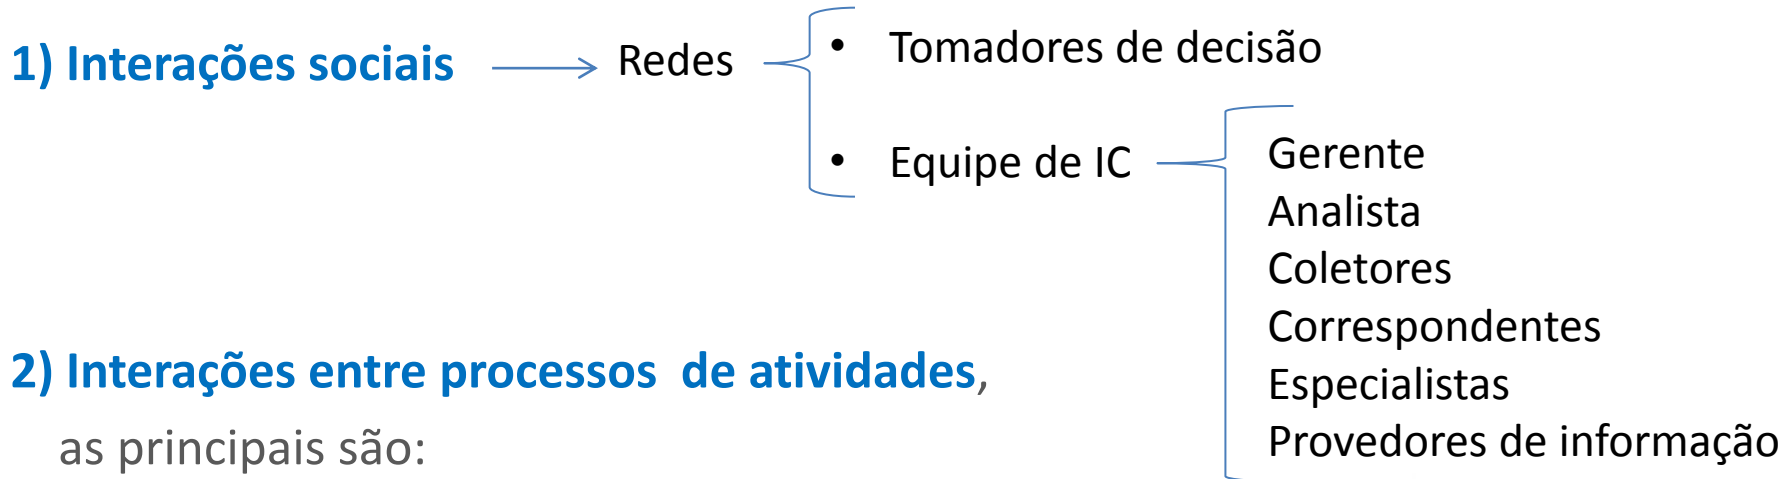 1) Interações sociais
Redes
• Tomadores de decisão
• Equipe de IC
Gerente
Analista
Coletores
Correspondentes
Especialistas
Provedores de informação
2) Interações entre processos de atividades,
as principais são: